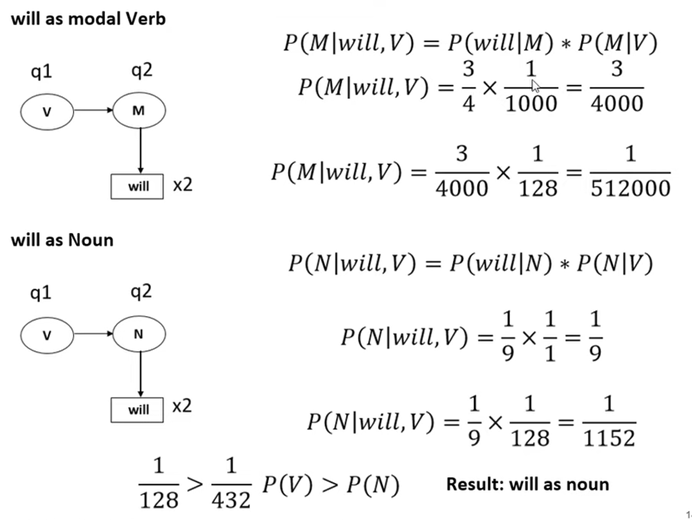 will as modal Verb
P(M|will, V) = P(will|M) ∗ P(M|V)
q1 q2
P(M|will, V) = 3/4 × 1/1000 = 3/4000
V M
P(M|will, V) = 3/4000 × 1/128 = 1/512000
will x2
will as Noun
P(N|will, V) = P(will|N) ∗ P(N|V)
q1 q2
P(N|will, V) = 1/9 × 1/1 = 1/9
V N
will x2
P(N|will, V) = 1/9 × 1/128 = 1/1152
1/128 > 1/432 P(V) > P(N) Result: will as noun